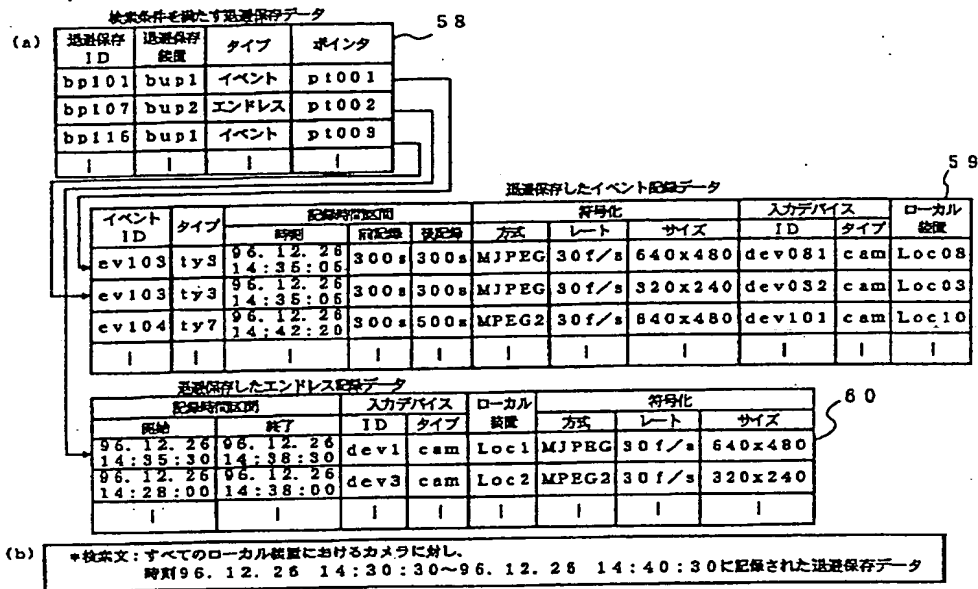 検索条件を満たす退避保存データ
58
(a)
退避保存ID 退避保存装置 タイプ ポインタ
bp101 bup1 イベント pt001
bp107 bup2 エンドレス pt002
bp116 bup1 イベント pt003
59
退避保存したイベント記録データ
イベントID タイプ 記録時間区間 符号化 入力デバイス ローカル装置
時刻 前記録 後記録 方式 レート サイズ ID タイプ
ev103 ty3 96.12.26 14:35:05 300s 300s MJPEG 30f/s 640x480 dev081 cam Loc08
ev103 ty3 96.12.26 14:35:05 300s 300s MJPEG 30f/s 320x240 dev032 cam Loc03
ev104 ty7 96.12.26 14:42:20 300s 500s MPEG2 30f/s 640x480 dev101 cam Loc10
退避保存したエンドレス記録データ
60
記録時間区間 入力デバイス ローカル装置 符号化
開始 終了 ID タイプ 方式 レート サイズ
96.12.26 14:35:30 96.12.26 14:38:30 dev1 cam Loc1 MJPEG 30f/s 640x480
96.12.26 14:28:00 96.12.26 14:38:00 dev3 cam Loc2 MPEG2 30f/s 320x240
(b)
*検索文:すべてのローカル装置におけるカメラに対し、
時刻96.12.26 14:30:30~96.12.26 14:40:30に記録された退避保存データ